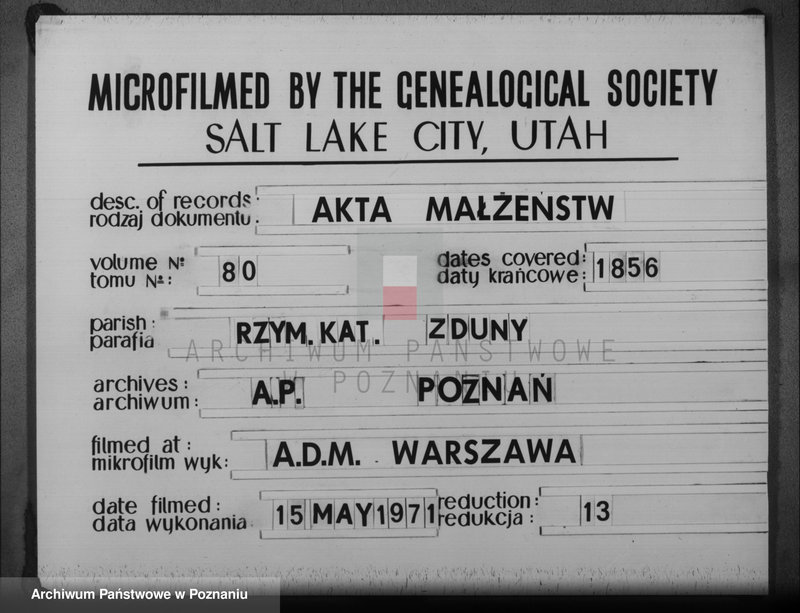 MICROFILMED BY THE GENEALOGICAL SOCIETY
SALT LAKE CITY, UTAH
desc. of records:
rodzaj dokumentu:
AKTA MAŁŻEŃSTW
volume №
tomu №:
80
dates covered:
daty krańcowe:
1856
parish:
parafia
RZYM. KAT. ZDUNY
ARCHIWUM PAŃSTWOWE
W POZNANIU
archives:
archiwum:
A.P. POZNAŃ
filmed at:
mikrofilm wyk:
A.D.M. WARSZAWA
date filmed:
data wykonania
15 MAY 1971
reduction:
redukcja:
13
Archiwum Państwowe w Poznaniu